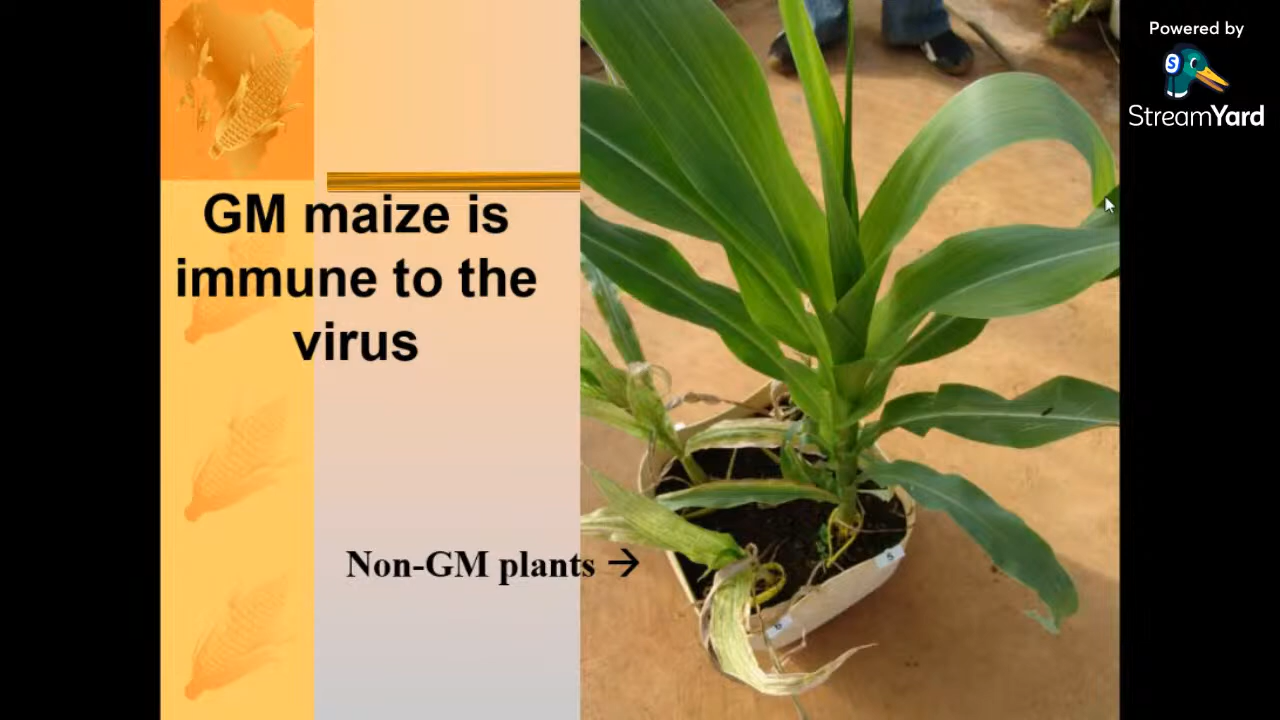 Powered by
StreamYard
GM maize is
immune to the
virus
Non-GM plants →